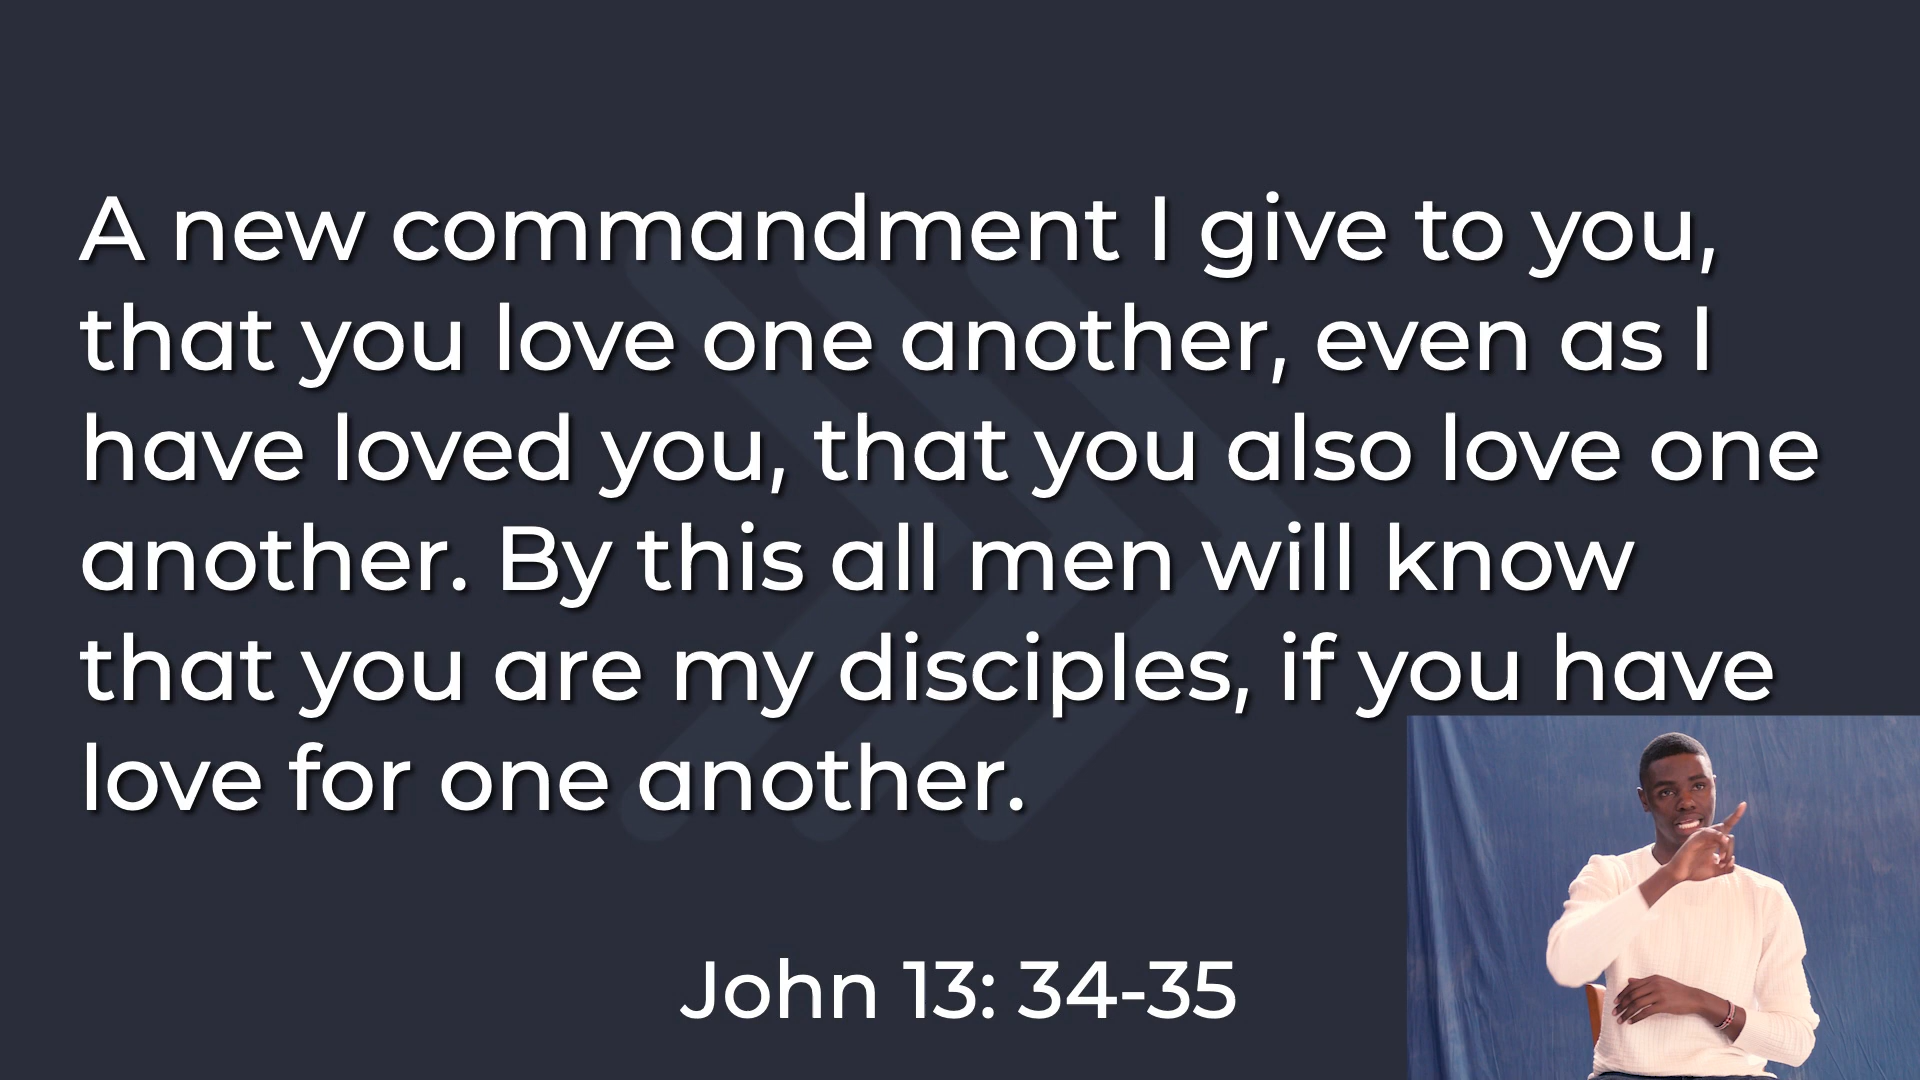 A new commandment I give to you,
that you love one another, even as I
have loved you, that you also love one
another. By this all men will know
that you are my disciples, if you have
love for one another.
John 13: 34-35